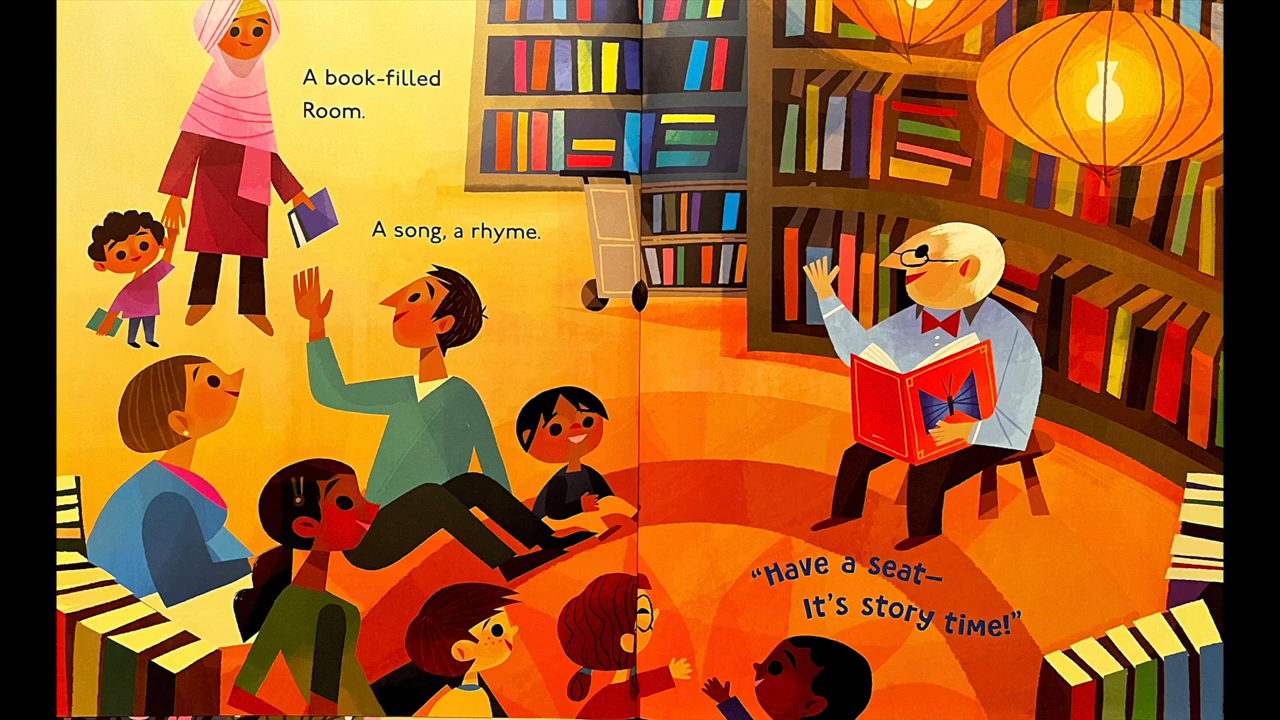 A book-filled
Room.
A song, a rhyme.
“Have a seat—
It’s story time!”